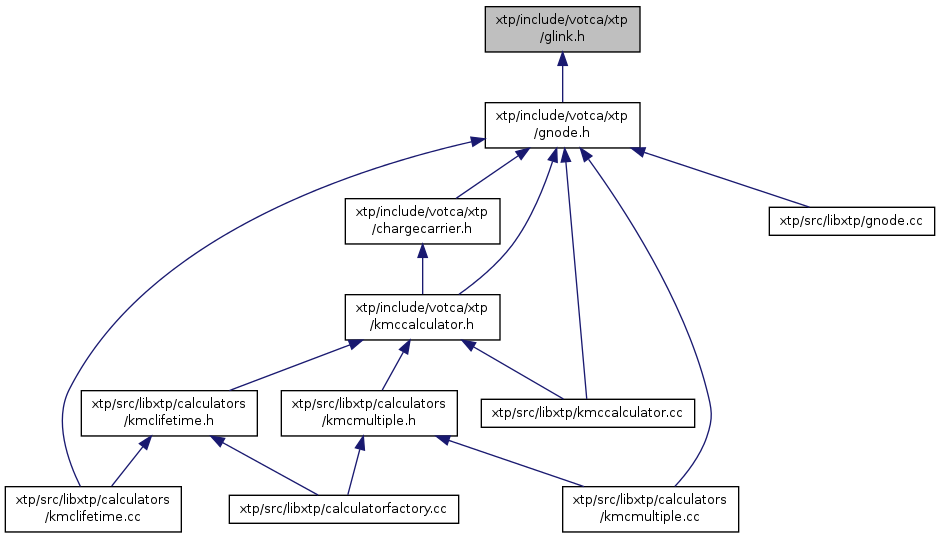 xtp/include/votca/xtp
/glink.h
xtp/include/votca/xtp
/gnode.h
xtp/include/votca/xtp
/chargecarrier.h
xtp/src/libxtp/gnode.cc
xtp/include/votca/xtp
/kmccalculator.h
xtp/src/libxtp/calculators
/kmclifetime.h
xtp/src/libxtp/calculators
/kmcmultiple.h
xtp/src/libxtp/kmccalculator.cc
xtp/src/libxtp/calculators
/kmclifetime.cc
xtp/src/libxtp/calculatorfactory.cc
xtp/src/libxtp/calculators
/kmcmultiple.cc